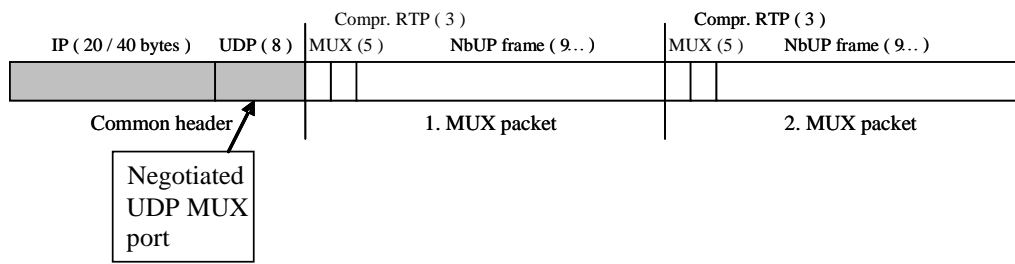 Compr. RTP ( 3 ) Compr. RTP ( 3 )
IP ( 20 / 40 bytes ) UDP ( 8 ) MUX ( 5 ) NbUP frame ( 9... ) MUX ( 5 ) NbUP frame ( 9... )
Common header 1. MUX packet 2. MUX packet
Negotiated
UDP MUX
port